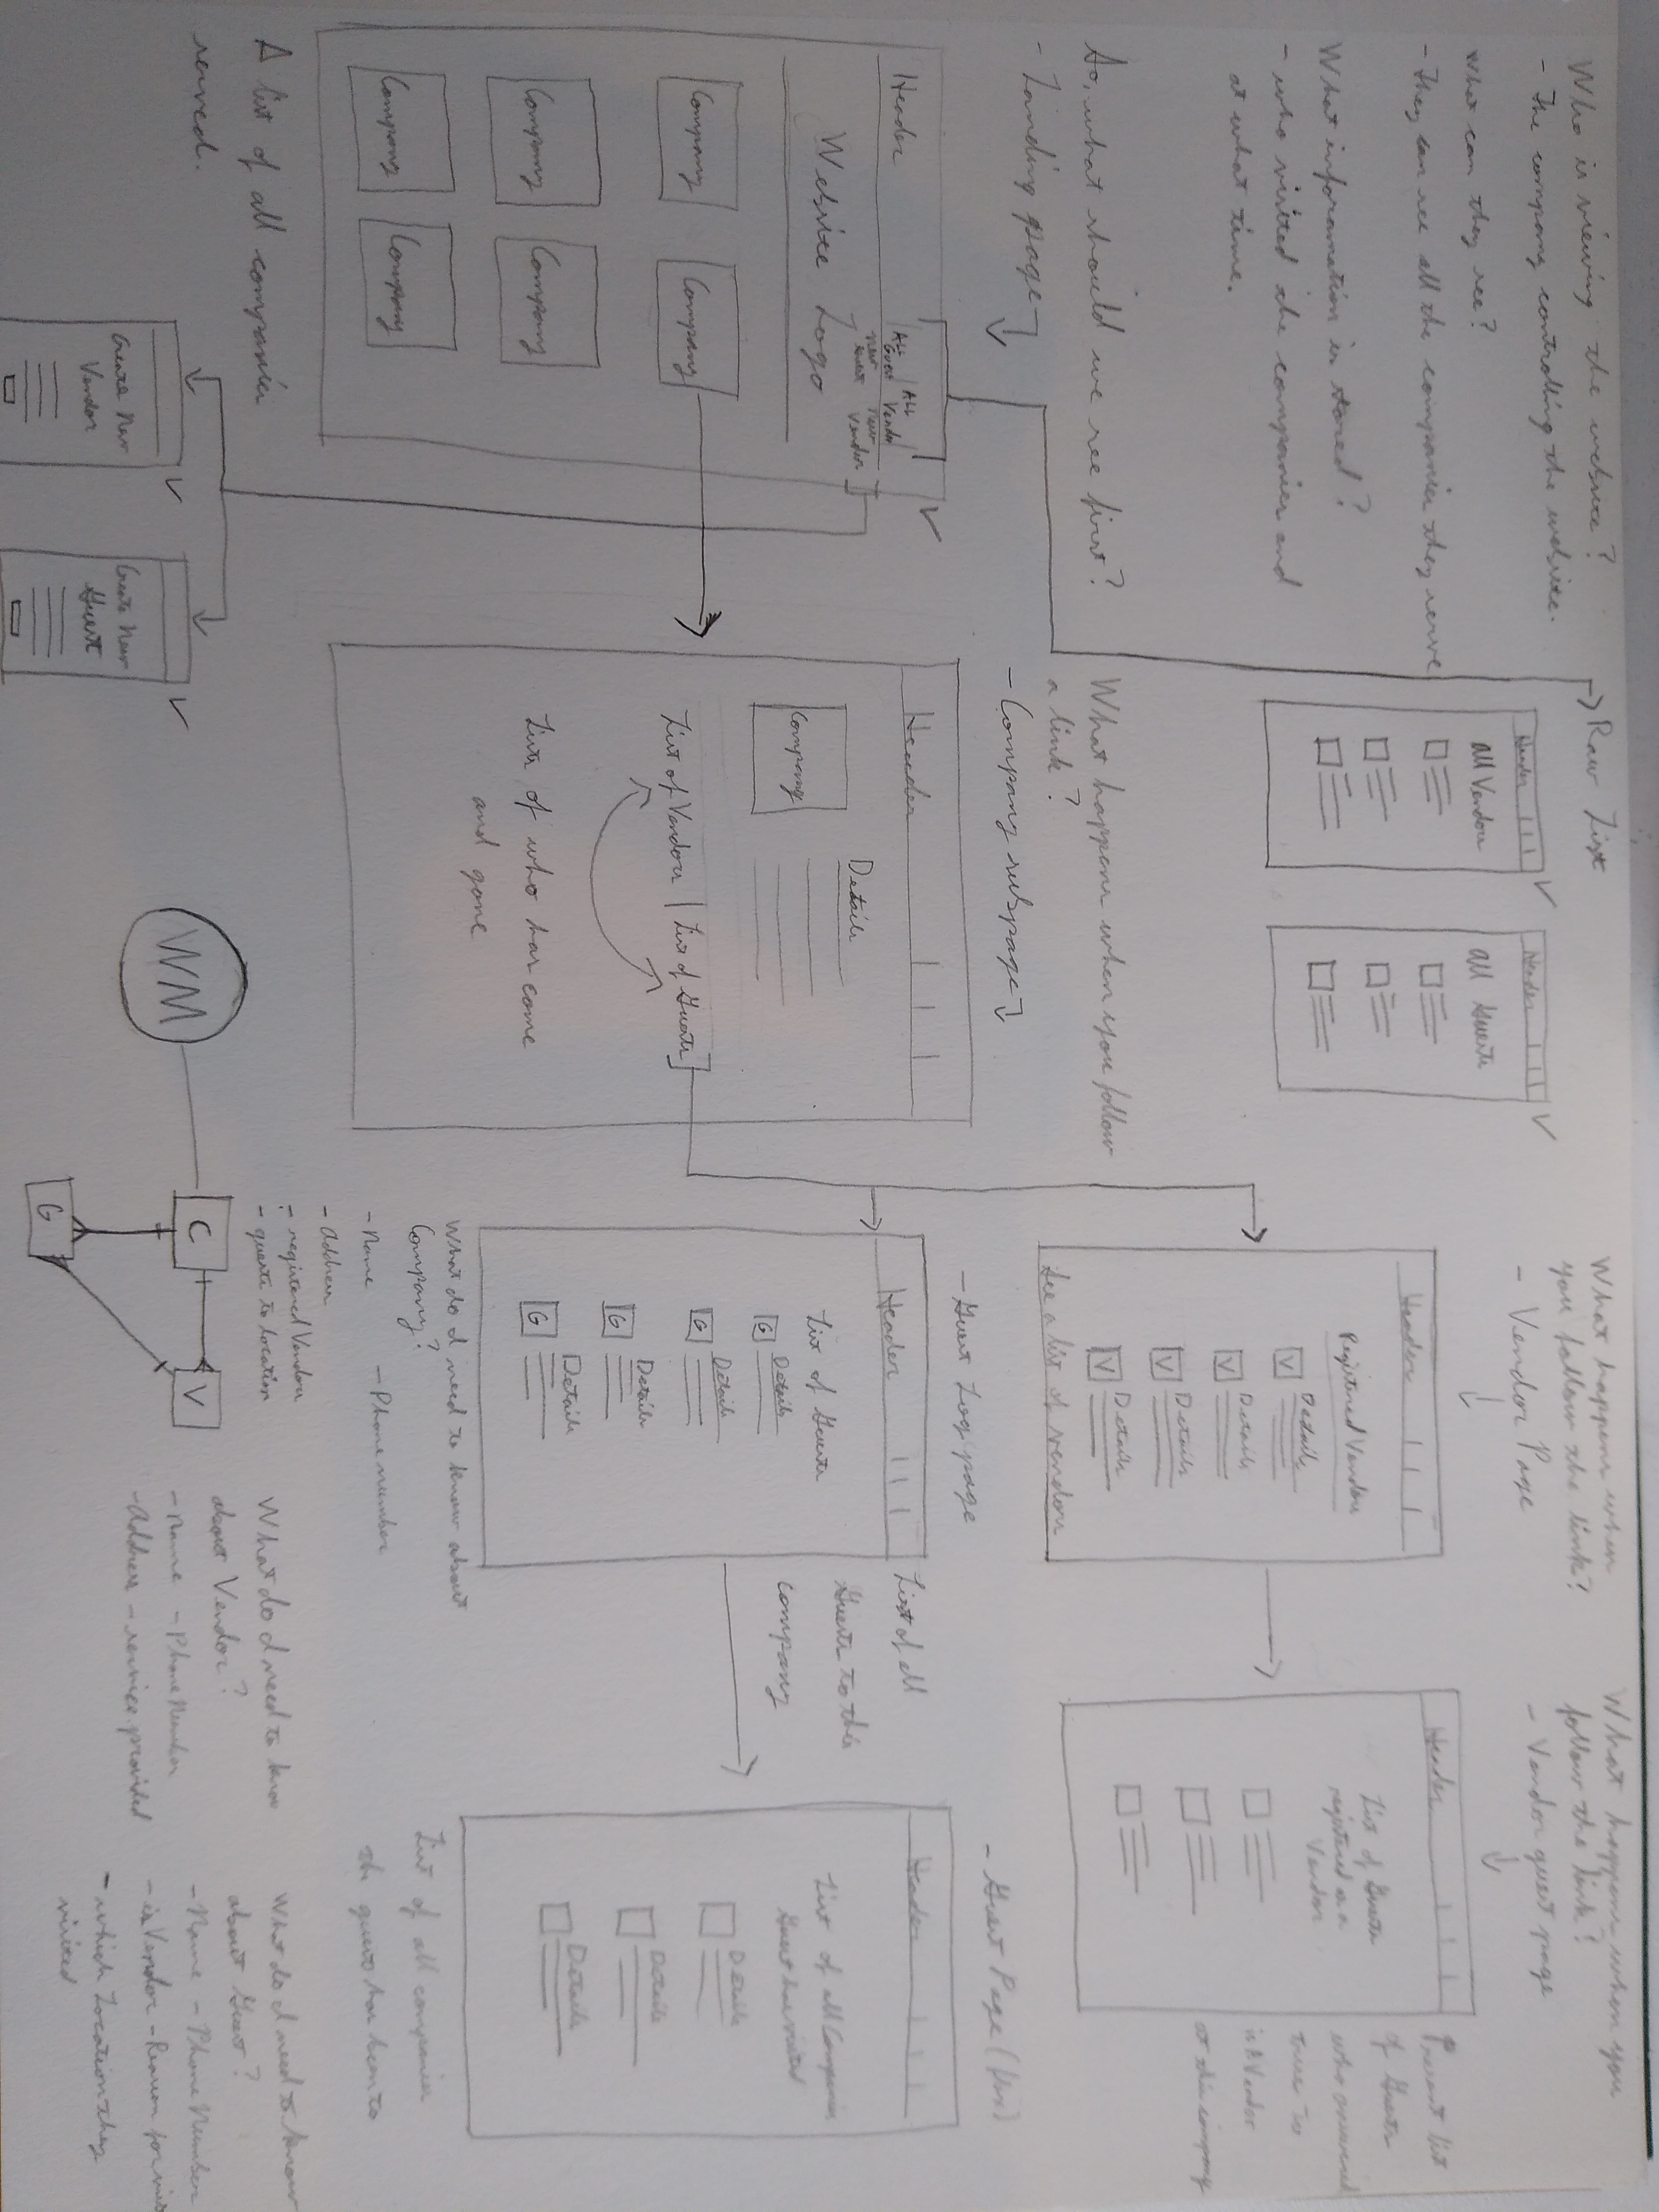 Who is viewing the website?
- The company controlling the website.
What can they see?
- They can see all the companies they serve
What information is stored?
- who visited the companies and
at what time.
So, what should we see first?
- Landing page
Header
All Guest | All Vendor
New Guest New Vendor
Website Logo
Company
Company
Company
Company
Company
Company
A list of all companies
served.
Create New
Vendor
Create New
Guest
Raw List
Header
All Vendors
Header
All Guests
What happens when you follow
a link?
- Company subpage
Header
Company
Details
List of Vendors | List of Guests
Lists of who has come
and gone
WM
C
V
G
What happens when
you follow the link?
- Vendor Page
Header
Registered Vendors
V Details
V Details
V Details
V Details
See a list of vendors
- Guest Log page
Header
List of Guests
G Details
G Details
G Details
G Details
List of all
Guests to this
company
What do I need to know about
Company?
- Name - Phone number
- Address
- registered Vendors
- guests to location
What happens when you
follow the link?
- Vendor guest page
Header
List of Guests
registered as a
Vendor
Present list
of Guests
who
there is
is a Vendor
at this company
- Guest Page
Header
List of all Companies
Guest has visited
Details
Details
Details
List of all companies
the guest has been to
What do I need to know
about Vendor?
- Name - Phone Number
- Address - service provided
What do I need to know
about Guest?
- Name - Phone Number
- is Vendor - Reason for visit
- which Location they
visited